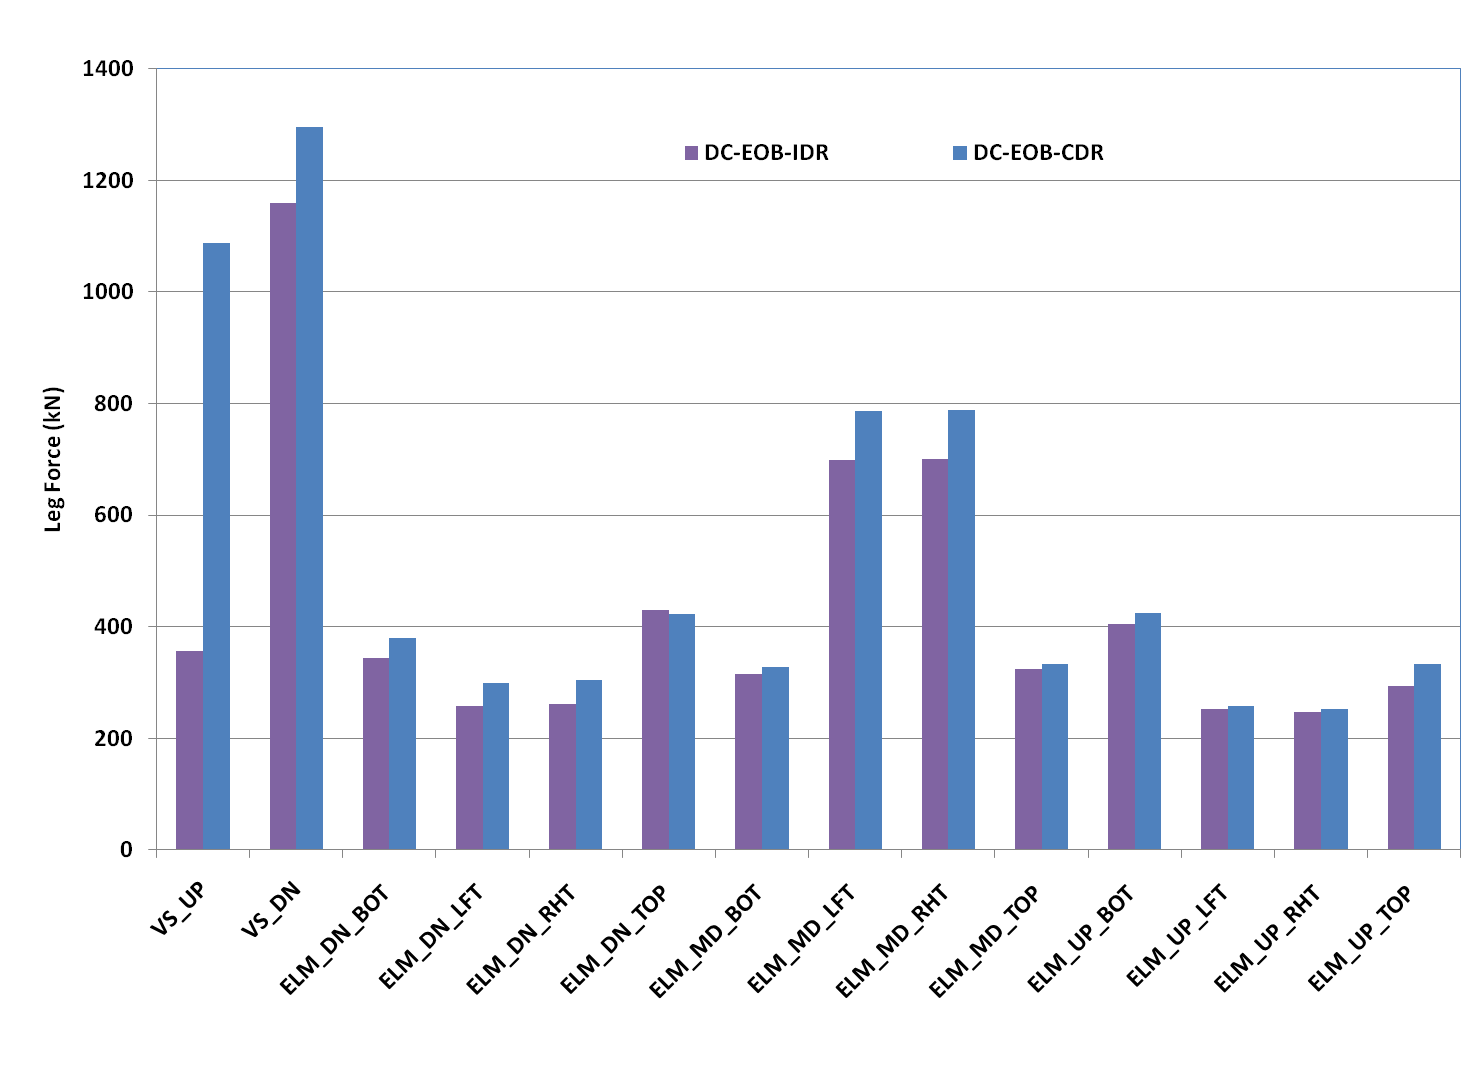 1400
1200
1000
800
600
400
200
0
Leg Force (kN)
DC-EOB-IDR
DC-EOB-CDR
VS_UP
VS_DN
ELM_DN_BOT
ELM_DN_LFT
ELM_DN_RHT
ELM_DN_TOP
ELM_MD_BOT
ELM_MD_LFT
ELM_MD_RHT
ELM_MD_TOP
ELM_UP_BOT
ELM_UP_LFT
ELM_UP_RHT
ELM_UP_TOP